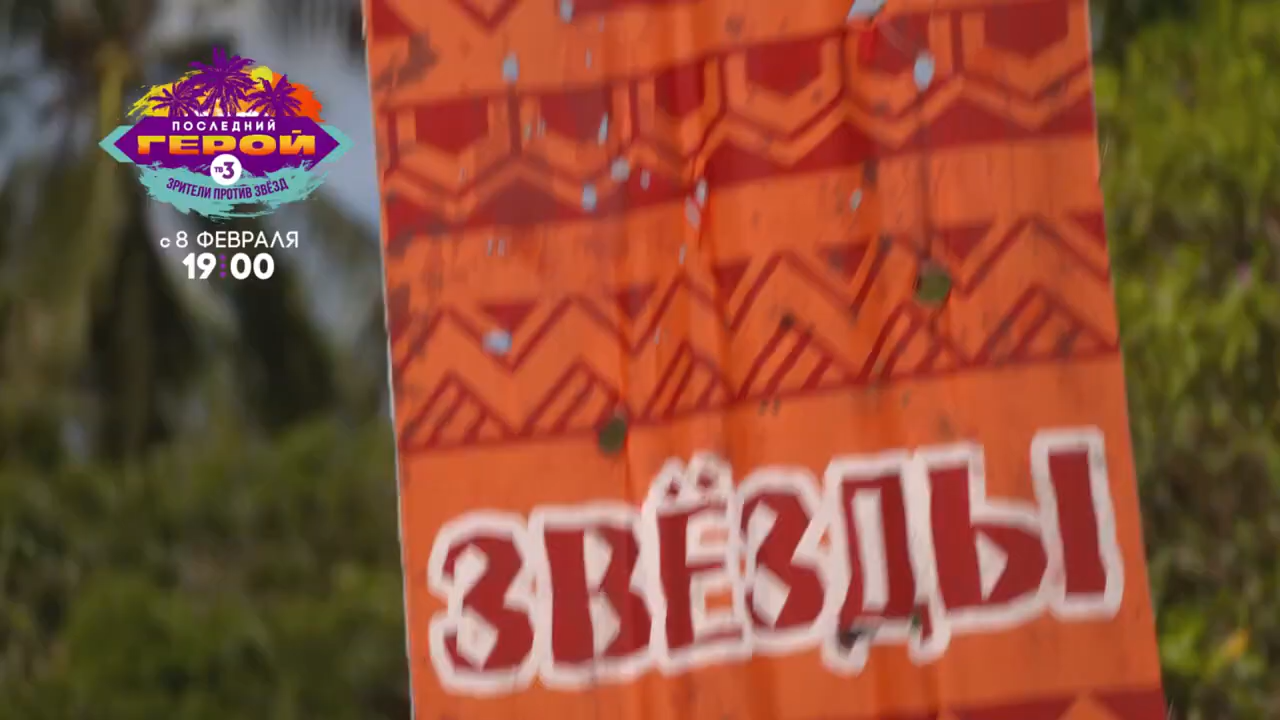 ПОСЛЕДНИЙ
ГЕРОЙ
ТВ3
ЗРИТЕЛИ ПРОТИВ ЗВЁЗД
с 8 ФЕВРАЛЯ
19:00
ЗВЁЗДЫ